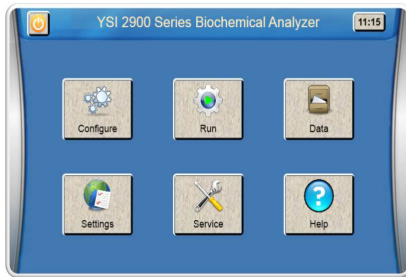 YSI 2900 Series Biochemical Analyzer
11:15
Configure
Run
Data
Settings
Service
Help